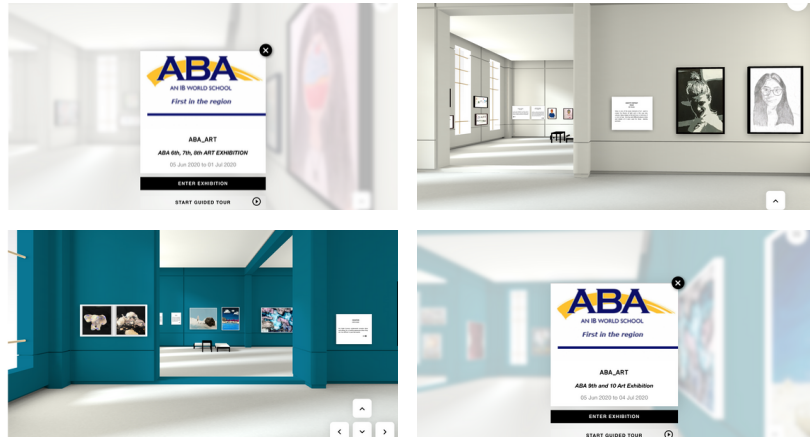 ABA
AN IB WORLD SCHOOL
First in the region
ABA_ART
ABA 6th, 7th, 8th ART EXHIBITION
05 Jun 2020 to 01 Jul 2020
ENTER EXHIBITION
START GUIDED TOUR
ABA
AN IB WORLD SCHOOL
First in the region
ABA_ART
ABA 9th and 10 Art Exhibition
05 Jun 2020 to 04 Jul 2020
ENTER EXHIBITION
START GUIDED TOUR